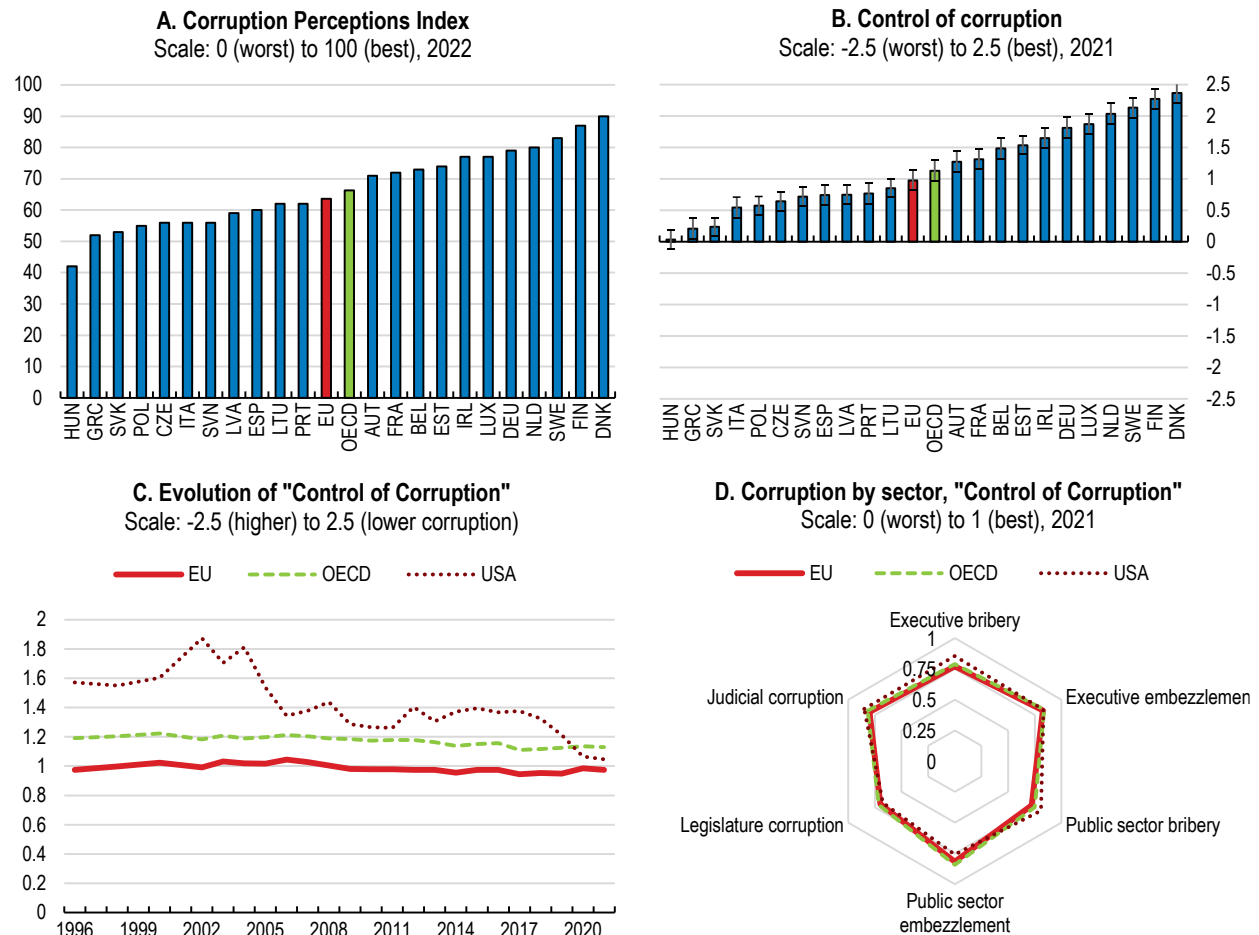 A. Corruption Perceptions Index
Scale: 0 (worst) to 100 (best), 2022
100
90
80
70
60
50
40
30
20
10
0
HUN GRC SVK POL CZE ITA SVN LVA ESP LTU PRT EU OECD AUT FRA BEL EST IRL LUX DEU NLD SWE FIN DNK
B. Control of corruption
Scale: -2.5 (worst) to 2.5 (best), 2021
2.5
2
1.5
1
0.5
0
-0.5
-1
-1.5
-2
-2.5
HUN GRC SVK ITA POL CZE SVN ESP LVA PRT LTU EU OECD AUT FRA BEL EST IRL DEU LUX NLD SWE FIN DNK
C. Evolution of "Control of Corruption"
Scale: -2.5 (higher) to 2.5 (lower corruption)
EU OECD USA
2
1.8
1.6
1.4
1.2
1
0.8
0.6
0.4
0.2
0
1996 1999 2002 2005 2008 2011 2014 2017 2020
D. Corruption by sector, "Control of Corruption"
Scale: 0 (worst) to 1 (best), 2021
EU OECD USA
Executive bribery
1
0.75
0.5
0.25
0
Judicial corruption
Executive embezzlemen
Legislature corruption
Public sector bribery
Public sector
embezzlement